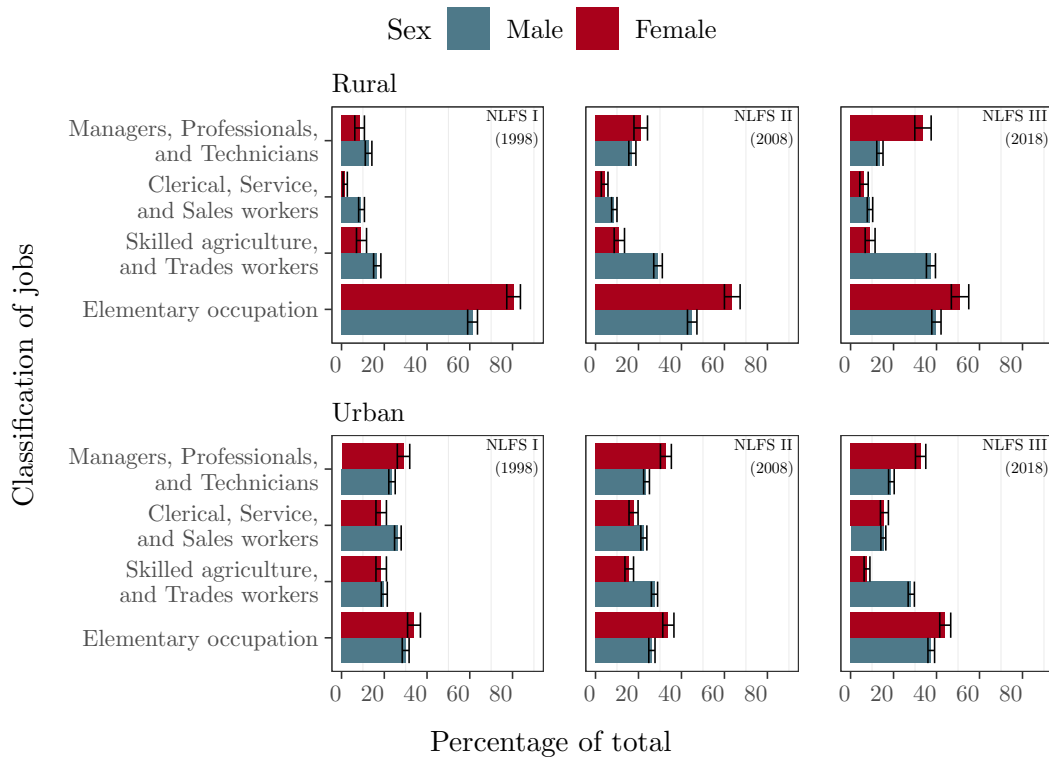 Sex Male Female
Rural
NLFS I
(1998)
NLFS II
(2008)
NLFS III
(2018)
Managers, Professionals,
and Technicians
Clerical, Service,
and Sales workers
Skilled agriculture,
and Trades workers
Elementary occupation
0 20 40 60 80
0 20 40 60 80
0 20 40 60 80
Urban
NLFS I
(1998)
NLFS II
(2008)
NLFS III
(2018)
Managers, Professionals,
and Technicians
Clerical, Service,
and Sales workers
Skilled agriculture,
and Trades workers
Elementary occupation
0 20 40 60 80
0 20 40 60 80
0 20 40 60 80
Classification of jobs
Percentage of total